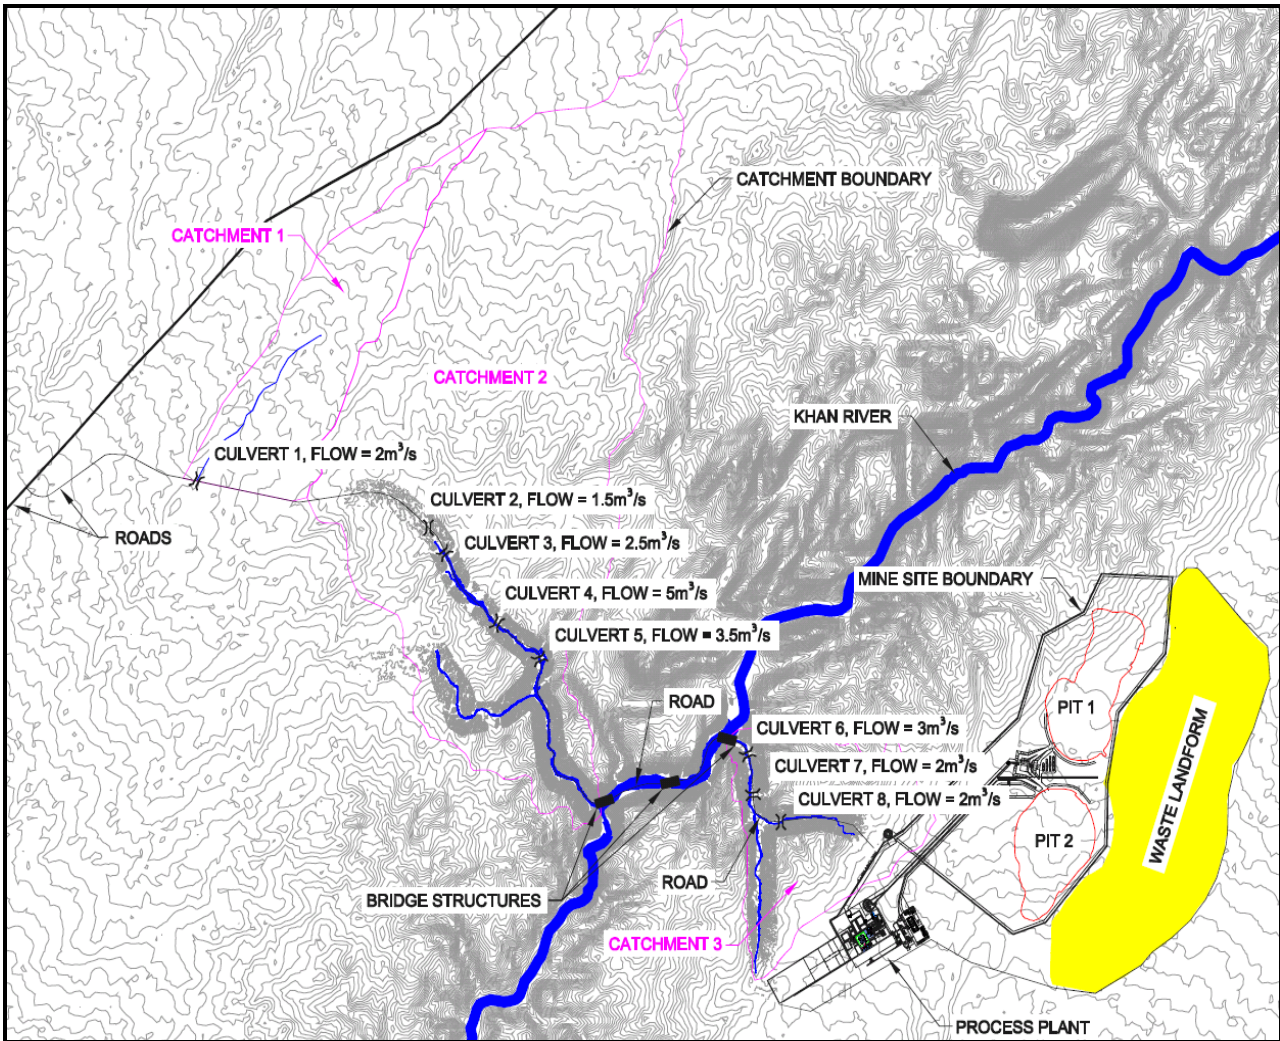 CATCHMENT BOUNDARY
CATCHMENT 1
CATCHMENT 2
KHAN RIVER
CULVERT 1, FLOW = 2m³/s
CULVERT 2, FLOW = 1.5m³/s
ROADS
CULVERT 3, FLOW = 2.5m³/s
MINE SITE BOUNDARY
CULVERT 4, FLOW = 5m³/s
CULVERT 5, FLOW = 3.5m³/s
ROAD
PIT 1
CULVERT 6, FLOW = 3m³/s
CULVERT 7, FLOW = 2m³/s
WASTE LANDFORM
CULVERT 8, FLOW = 2m³/s
PIT 2
ROAD
BRIDGE STRUCTURES
CATCHMENT 3
PROCESS PLANT